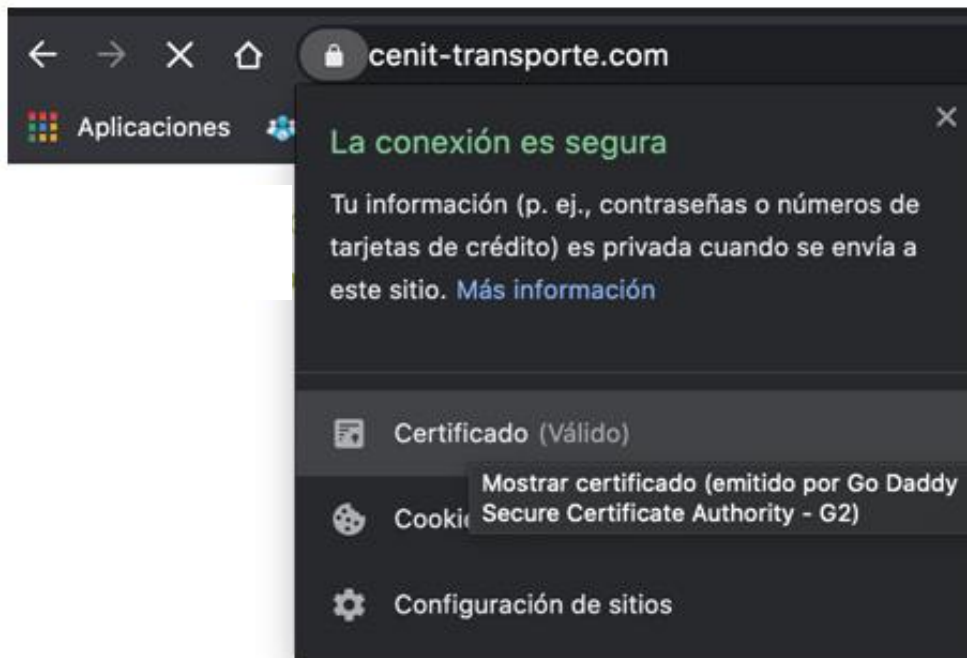 cenit-transporte.com
Aplicaciones
La conexión es segura
Tu información (p. ej., contraseñas o números de
tarjetas de crédito) es privada cuando se envía a
este sitio. Más información
Certificado (Válido)
Mostrar certificado (emitido por Go Daddy
Secure Certificate Authority - G2)
Cooki
Configuración de sitios